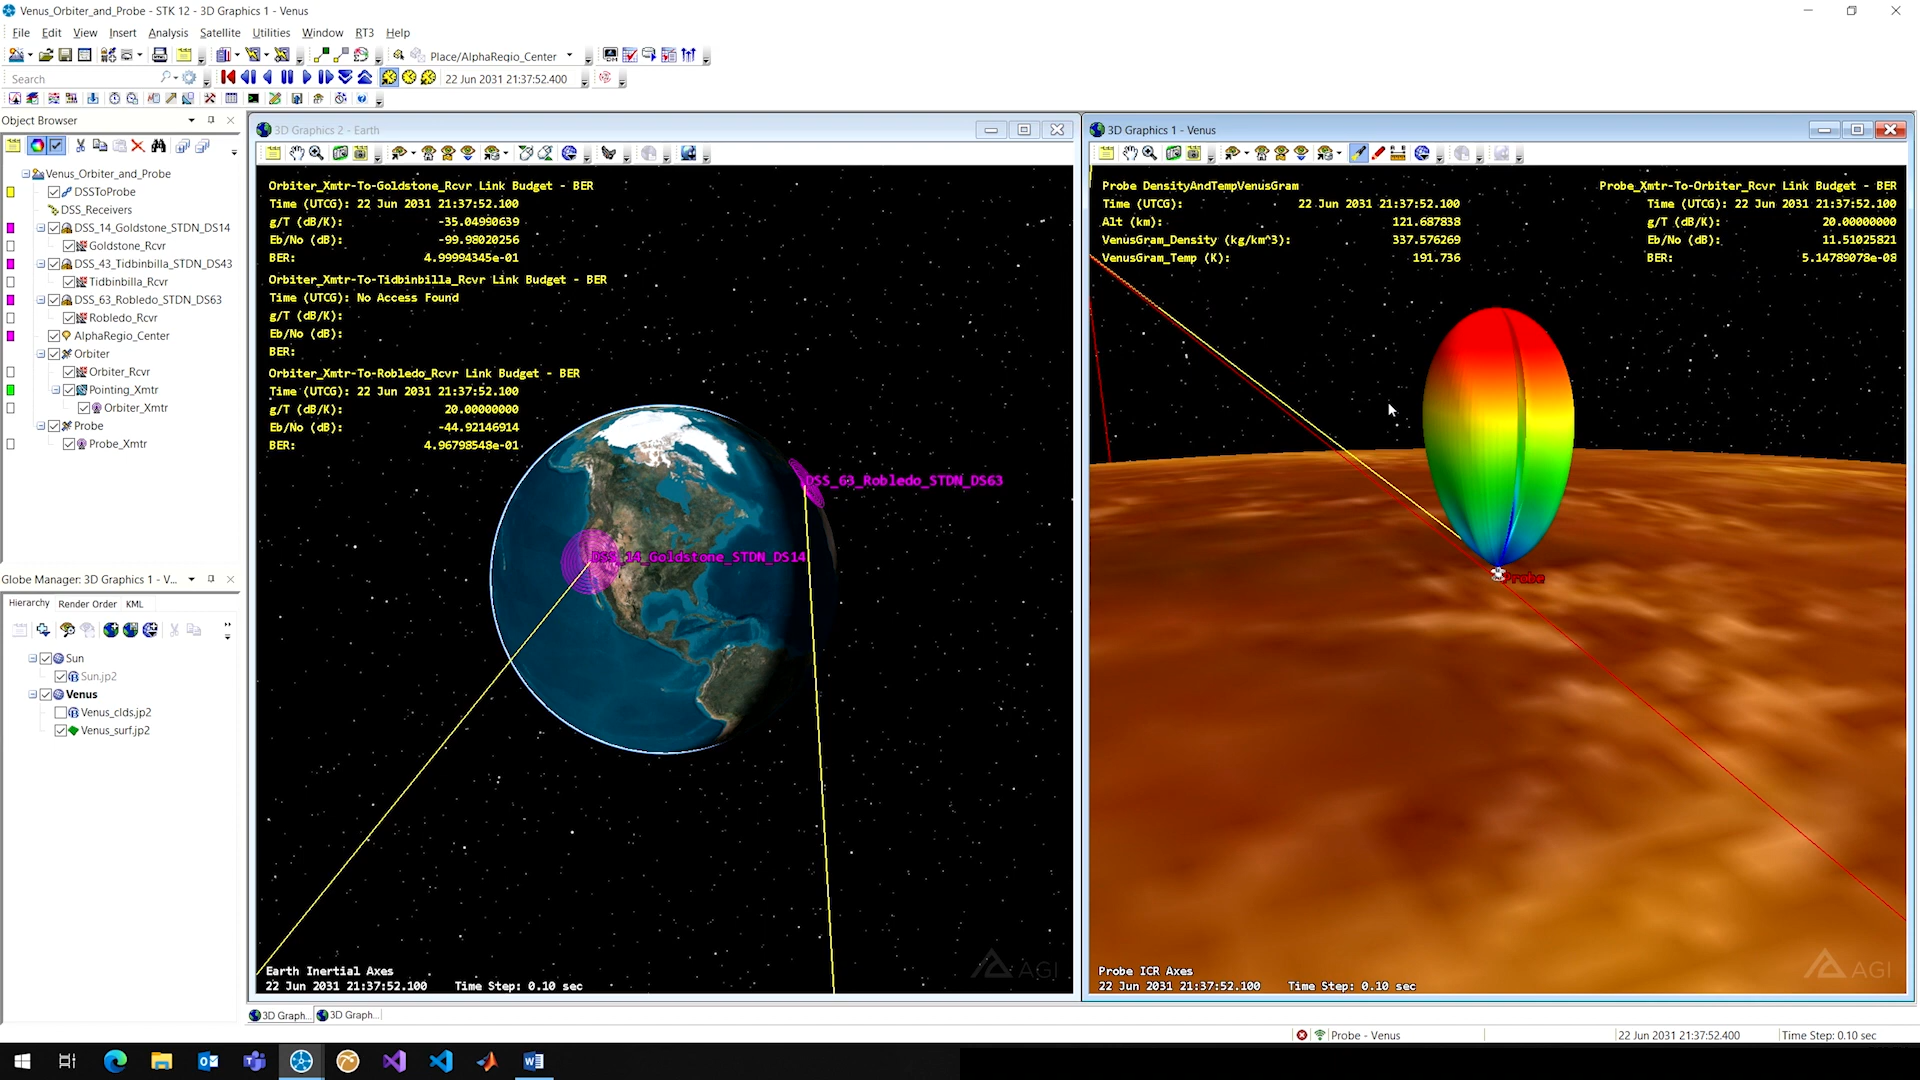 Venus_Orbiter_and_Probe - STK 12 - 3D Graphics 1 - Venus
File Edit View Insert Analysis Satellite Utilities Window RT3 Help
Place/AlphaRegio_Center
Search
22 Jun 2031 21:37:52.400
Object Browser
Venus_Orbiter_and_Probe
DSSToProbe
DSS_Receivers
DSS_14_Goldstone_STDN_DS14
Goldstone_Rcvr
DSS_43_Tidbinbilla_STDN_DS43
Tidbinbilla_Rcvr
DSS_63_Robledo_STDN_DS63
Robledo_Rcvr
AlphaRegio_Center
Orbiter
Orbiter_Rcvr
Pointing_Xmtr
Orbiter_Xmtr
Probe
Probe_Xmtr
Globe Manager: 3D Graphics 1 - V...
Hierarchy Render Order KML
Sun
Sun.jp2
Venus
Venus_clds.jp2
Venus_surf.jp2
3D Graphics 2 - Earth
Orbiter_Xmtr-To-Goldstone_Rcvr Link Budget - BER
Time (UTCG): 22 Jun 2031 21:37:52.100
g/T (dB/K): -35.04990639
Eb/No (dB): -99.98020256
BER: 4.99994345e-01
Orbiter_Xmtr-To-Tidbinbilla_Rcvr Link Budget - BER
Time (UTCG): No Access Found
g/T (dB/K):
Eb/No (dB):
BER:
Orbiter_Xmtr-To-Robledo_Rcvr Link Budget - BER
Time (UTCG): 22 Jun 2031 21:37:52.100
g/T (dB/K): 20.00000000
Eb/No (dB): -44.92146914
BER: 4.96798548e-01
DSS_63_Robledo_STDN_DS63
DSS_14_Goldstone_STDN_DS14
AGI
Earth Inertial Axes
22 Jun 2031 21:37:52.100 Time Step: 0.10 sec
3D Graphics 1 - Venus
Probe DensityAndTempVenusGram
Time (UTCG): 22 Jun 2031 21:37:52.100
Alt (km): 121.687838
VenusGram_Density (kg/km^3): 337.576269
VenusGram_Temp (K): 191.736
Probe_Xmtr-To-Orbiter_Rcvr Link Budget - BER
Time (UTCG): 22 Jun 2031 21:37:52.100
g/T (dB/K): 20.00000000
Eb/No (dB): 11.51025821
BER: 5.14789078e-08
Probe
AGI
Probe ICR Axes
22 Jun 2031 21:37:52.100 Time Step: 0.10 sec
3D Graph... 3D Graph...
Probe - Venus
22 Jun 2031 21:37:52.400
Time Step: 0.10 sec